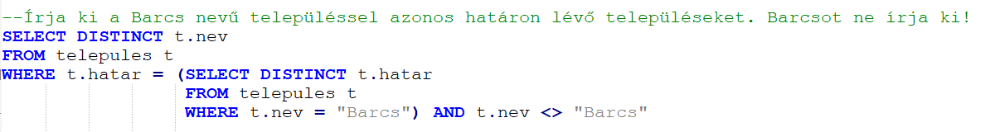 --Írja ki a Barcs nevű településsel azonos határon lévő településeket. Barcsot ne írja ki!
SELECT DISTINCT t.nev
FROM telepules t
WHERE t.hatar = (SELECT DISTINCT t.hatar
FROM telepules t
WHERE t.nev = "Barcs") AND t.nev <> "Barcs"